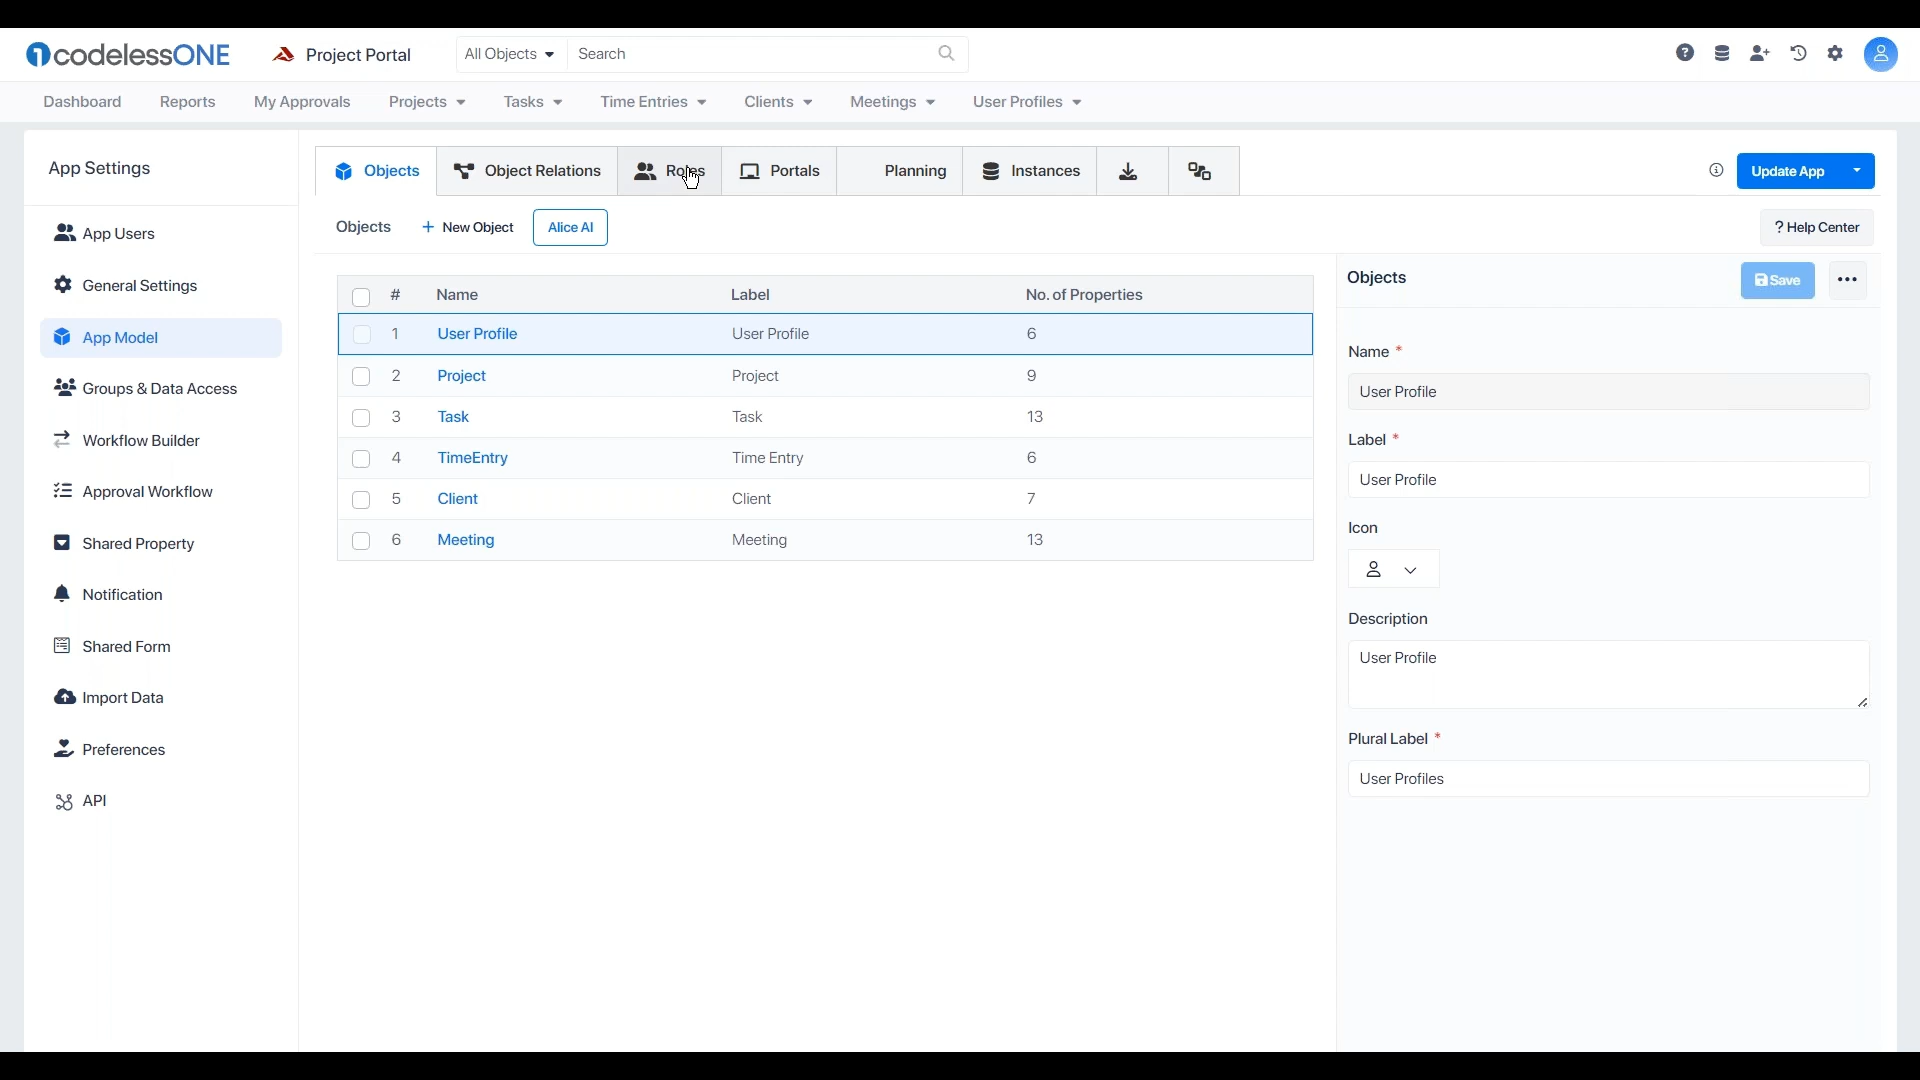 codelessONE
Project Portal
All Objects
Search
Dashboard Reports My Approvals Projects Tasks Time Entries Clients Meetings User Profiles
App Settings
App Users
General Settings
App Model
Groups & Data Access
Workflow Builder
Approval Workflow
Shared Property
Notification
Shared Form
Import Data
Preferences
API
Objects Object Relations Roles Portals Planning Instances
Update App
Objects + New Object Alice AI
? Help Center
# Name Label No. of Properties
1 User Profile User Profile 6
2 Project Project 9
3 Task Task 13
4 TimeEntry Time Entry 6
5 Client Client 7
6 Meeting Meeting 13
Objects
Save
Name *
User Profile
Label *
User Profile
Icon
Description
User Profile
Plural Label *
User Profiles